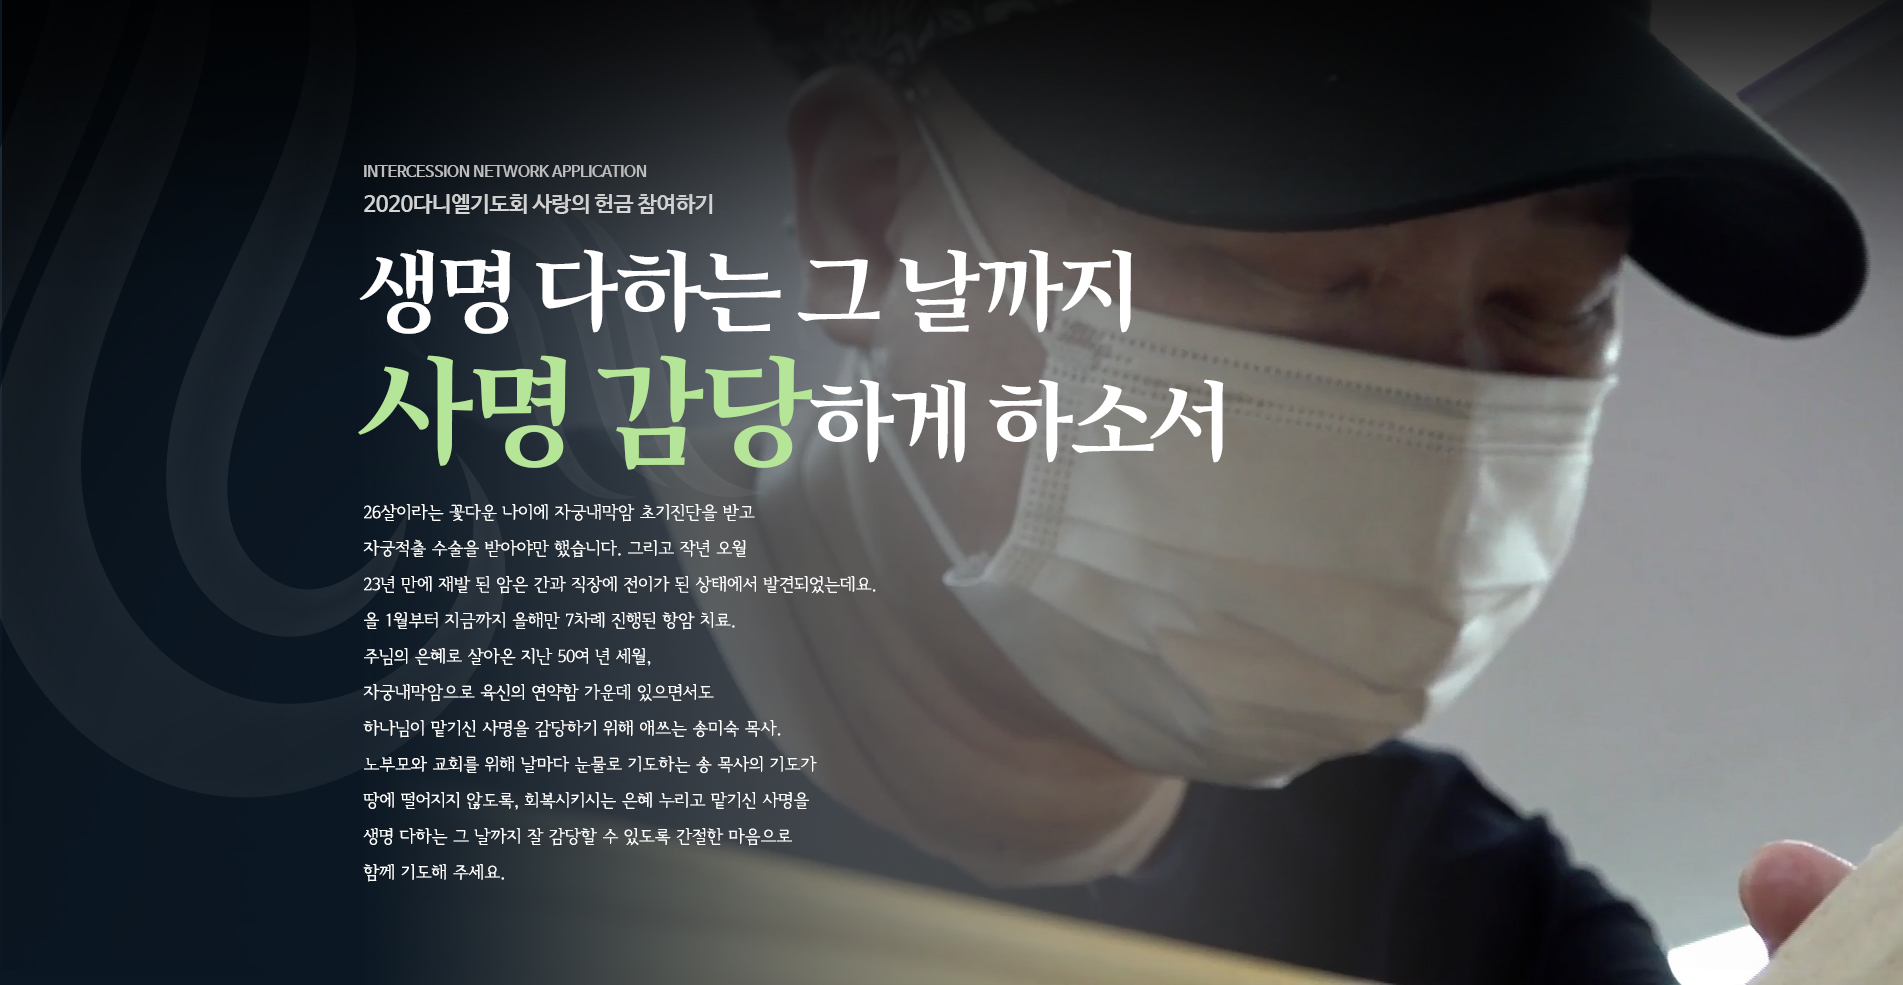 INTERCESSION NETWORK APPLICATION
2020다니엘기도회 사랑의 헌금 참여하기
생명 다하는 그 날까지
사명 감당하게 하소서
26살이라는 꽃다운 나이에 자궁내막암 초기진단을 받고
자궁적출 수술을 받아야만 했습니다. 그리고 작년 오월
23년 만에 재발 된 암은 간과 직장에 전이가 된 상태에서 발견되었는데요.
올 1월부터 지금까지 올해만 7차례 진행된 항암 치료.
주님의 은혜로 살아온 지난 50여 년 세월,
자궁내막암으로 육신의 연약함 가운데 있으면서도
하나님이 맡기신 사명을 감당하기 위해 애쓰는 송미숙 목사.
노부모와 교회를 위해 날마다 눈물로 기도하는 송 목사의 기도가
땅에 떨어지지 않도록, 회복시키시는 은혜 누리고 맡기신 사명을
생명 다하는 그 날까지 잘 감당할 수 있도록 간절한 마음으로
함께 기도해 주세요.